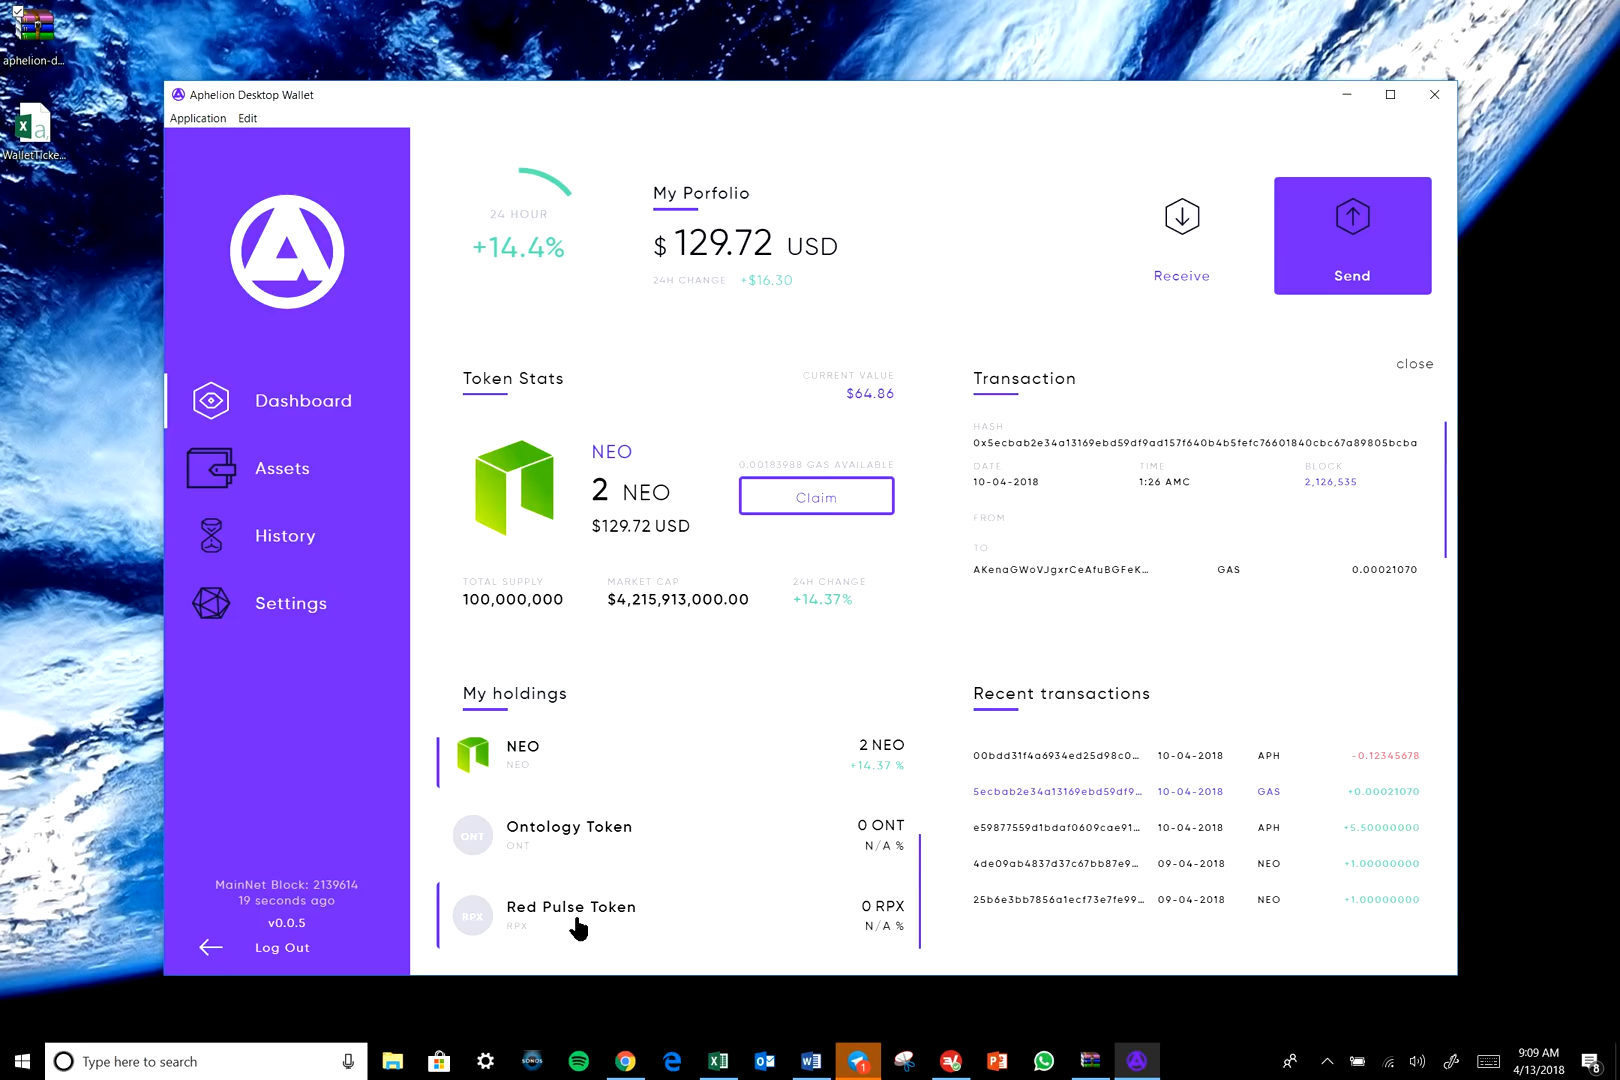 aphelion-d...
WalletTicke...
Aphelion Desktop Wallet
Application Edit
Dashboard
Assets
History
Settings
MainNet Block: 2139614
19 seconds ago
v0.0.5
Log Out
24 HOUR
+14.4%
My Porfolio
$ 129.72 USD
24H CHANGE +$16.30
Receive
Send
Token Stats
CURRENT VALUE
$64.86
NEO
2 NEO
$129.72 USD
0.00183988 GAS AVAILABLE
Claim
TOTAL SUPPLY MARKET CAP 24H CHANGE
100,000,000 $4,215,913,000.00 +14.37%
close
Transaction
HASH
0x5ecbab2e34a13169ebd59df9ad157f640b4b5fefc76601840cbc67a89805bcba
DATE TIME BLOCK
10-04-2018 1:26 AMC 2,126,535
FROM
TO
AKenaGWoVJgxrCeAfuBGFeK... GAS 0.00021070
My holdings
NEO 2 NEO
NEO +14.37 %
ONT
Ontology Token 0 ONT
ONT N/A %
RPX
Red Pulse Token 0 RPX
RPX N/A %
Recent transactions
00bdd31f4a6934ed25d98c0... 10-04-2018 APH -0.12345678
5ecbab2e34a13169ebd59df9... 10-04-2018 GAS +0.00021070
e59877559d1bdaf0609cae91... 10-04-2018 APH +5.50000000
4de09ab4837d37c67bb87e9... 09-04-2018 NEO +1.00000000
25b6e3bb7856a1ecf73e7fe99... 09-04-2018 NEO +1.00000000
Type here to search
SONOS
1
9:09 AM
4/13/2018
8